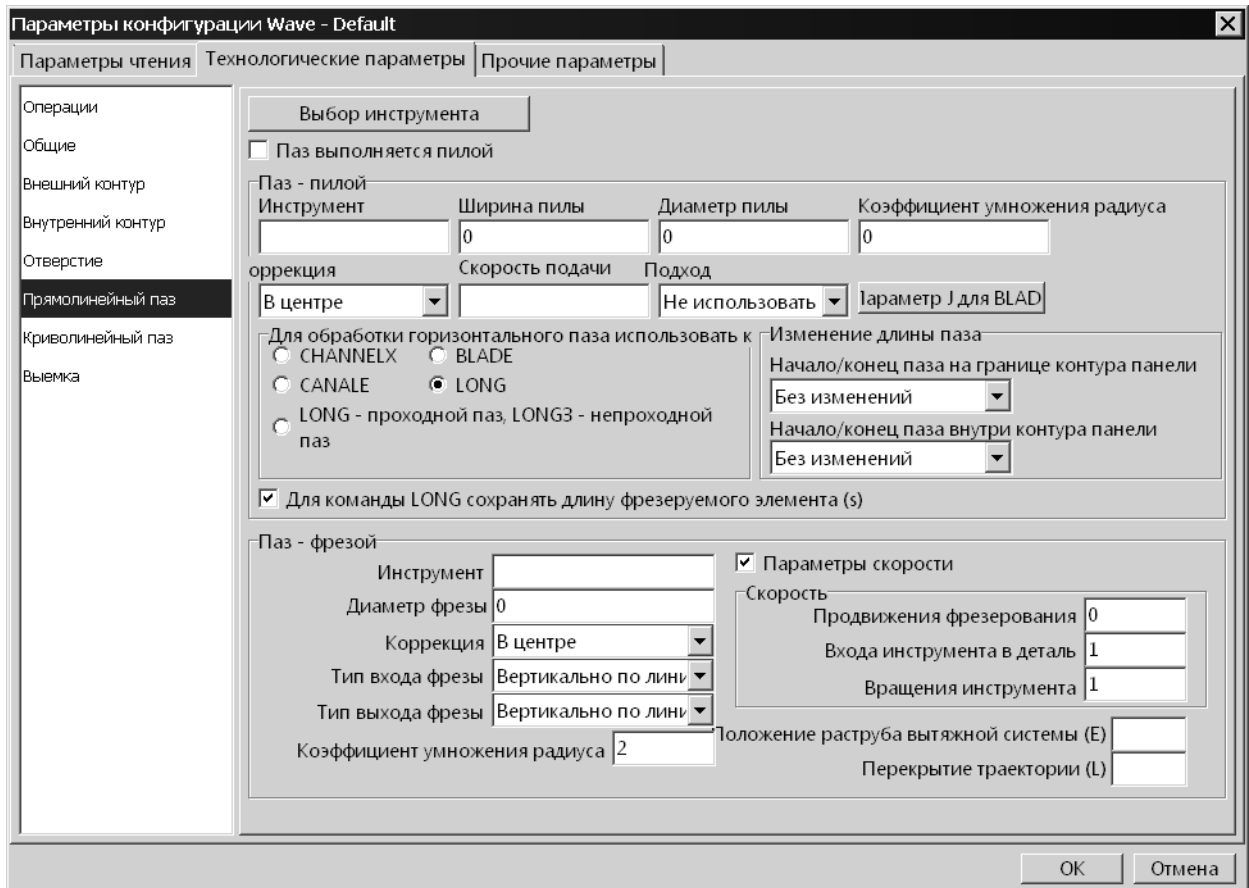 Параметры конфигурации Wave - Default
Параметры чтения Технологические параметры Прочие параметры
Операции
Общие
Внешний контур
Внутренний контур
Отверстие
Прямолинейный паз
Криволинейный паз
Выемка
Выбор инструмента
Паз выполняется пилой
Паз - пилой
Инструмент Ширина пилы Диаметр пилы Коэффициент умножения радиуса
0 0 0
оррекция Скорость подачи Подход
В центре Не использовать Іараметр J для BLAD
Для обработки горизонтального паза использовать к
CHANNELX BLADE
CANALE LONG
LONG - проходной паз, LONG3 - непроходной
паз
Изменение длины паза
Начало/конец паза на границе контура панели
Без изменений
Начало/конец паза внутри контура панели
Без изменений
Для команды LONG сохранять длину фрезеруемого элемента (s)
Паз - фрезой
Инструмент
Диаметр фрезы 0
Коррекция В центре
Тип входа фрезы Вертикально по лини
Тип выхода фрезы Вертикально по лини
Коэффициент умножения радиуса 2
Параметры скорости
Скорость
Продвижения фрезерования 0
Входа инструмента в деталь 1
Вращения инструмента 1
Положение раструба вытяжной системы (E)
Перекрытие траектории (L)
OK Отмена